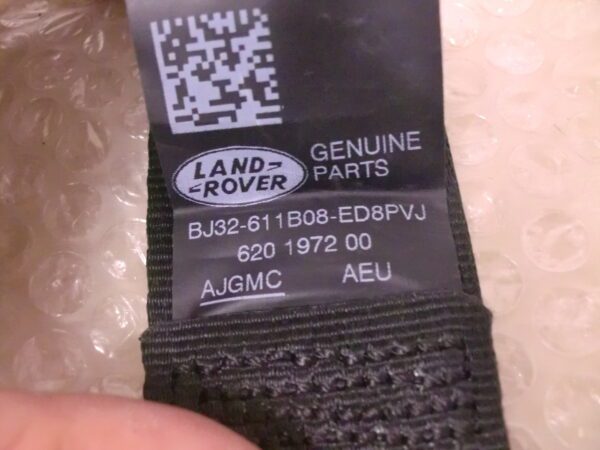 LAND-
-ROVER
GENUINE
PARTS
BJ32-611B08-ED8PVJ
620 1972 00
AJGMC AEU